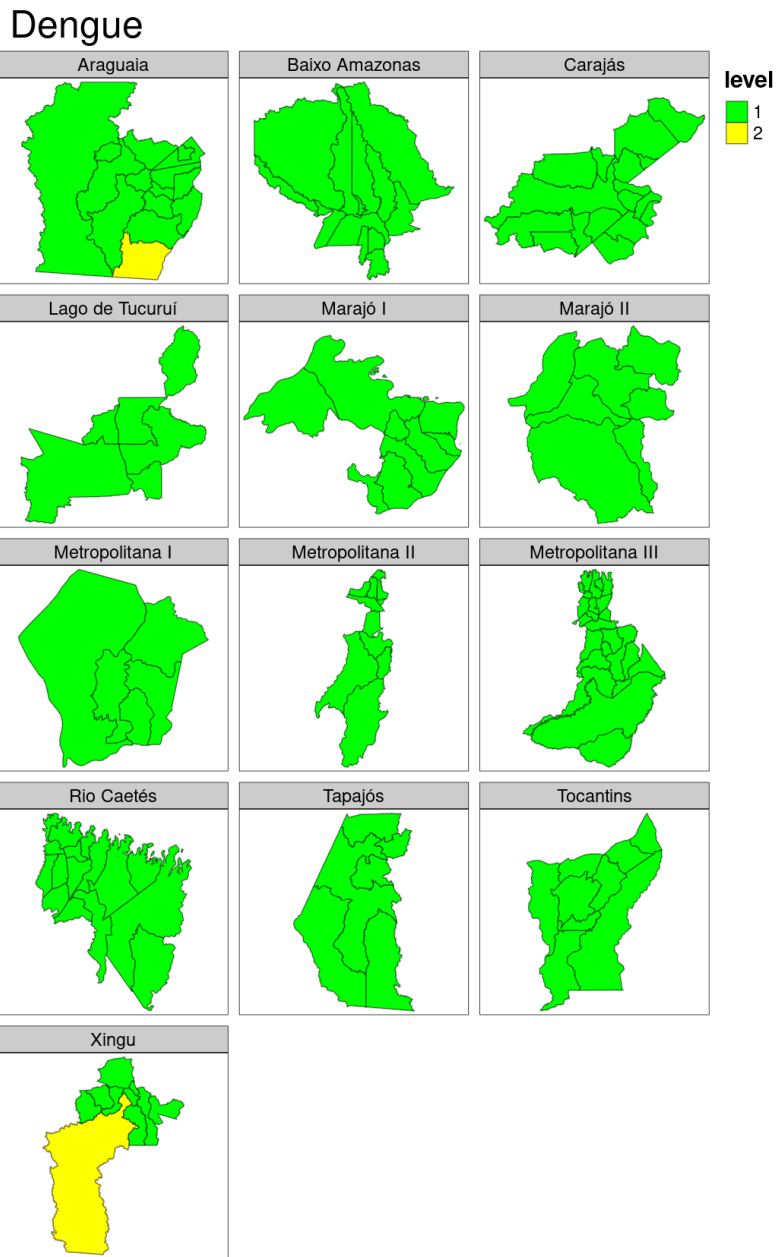 Dengue
Araguaia
Baixo Amazonas
Carajás
level
1
2
Lago de Tucuruí
Marajó I
Marajó II
Metropolitana I
Metropolitana II
Metropolitana III
Rio Caetés
Tapajós
Tocantins
Xingu